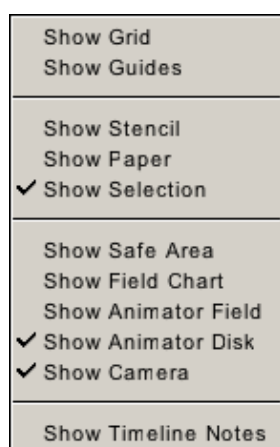 Show Grid
Show Guides
Show Stencil
Show Paper
Show Selection
Show Safe Area
Show Field Chart
Show Animator Field
Show Animator Disk
Show Camera
Show Timeline Notes